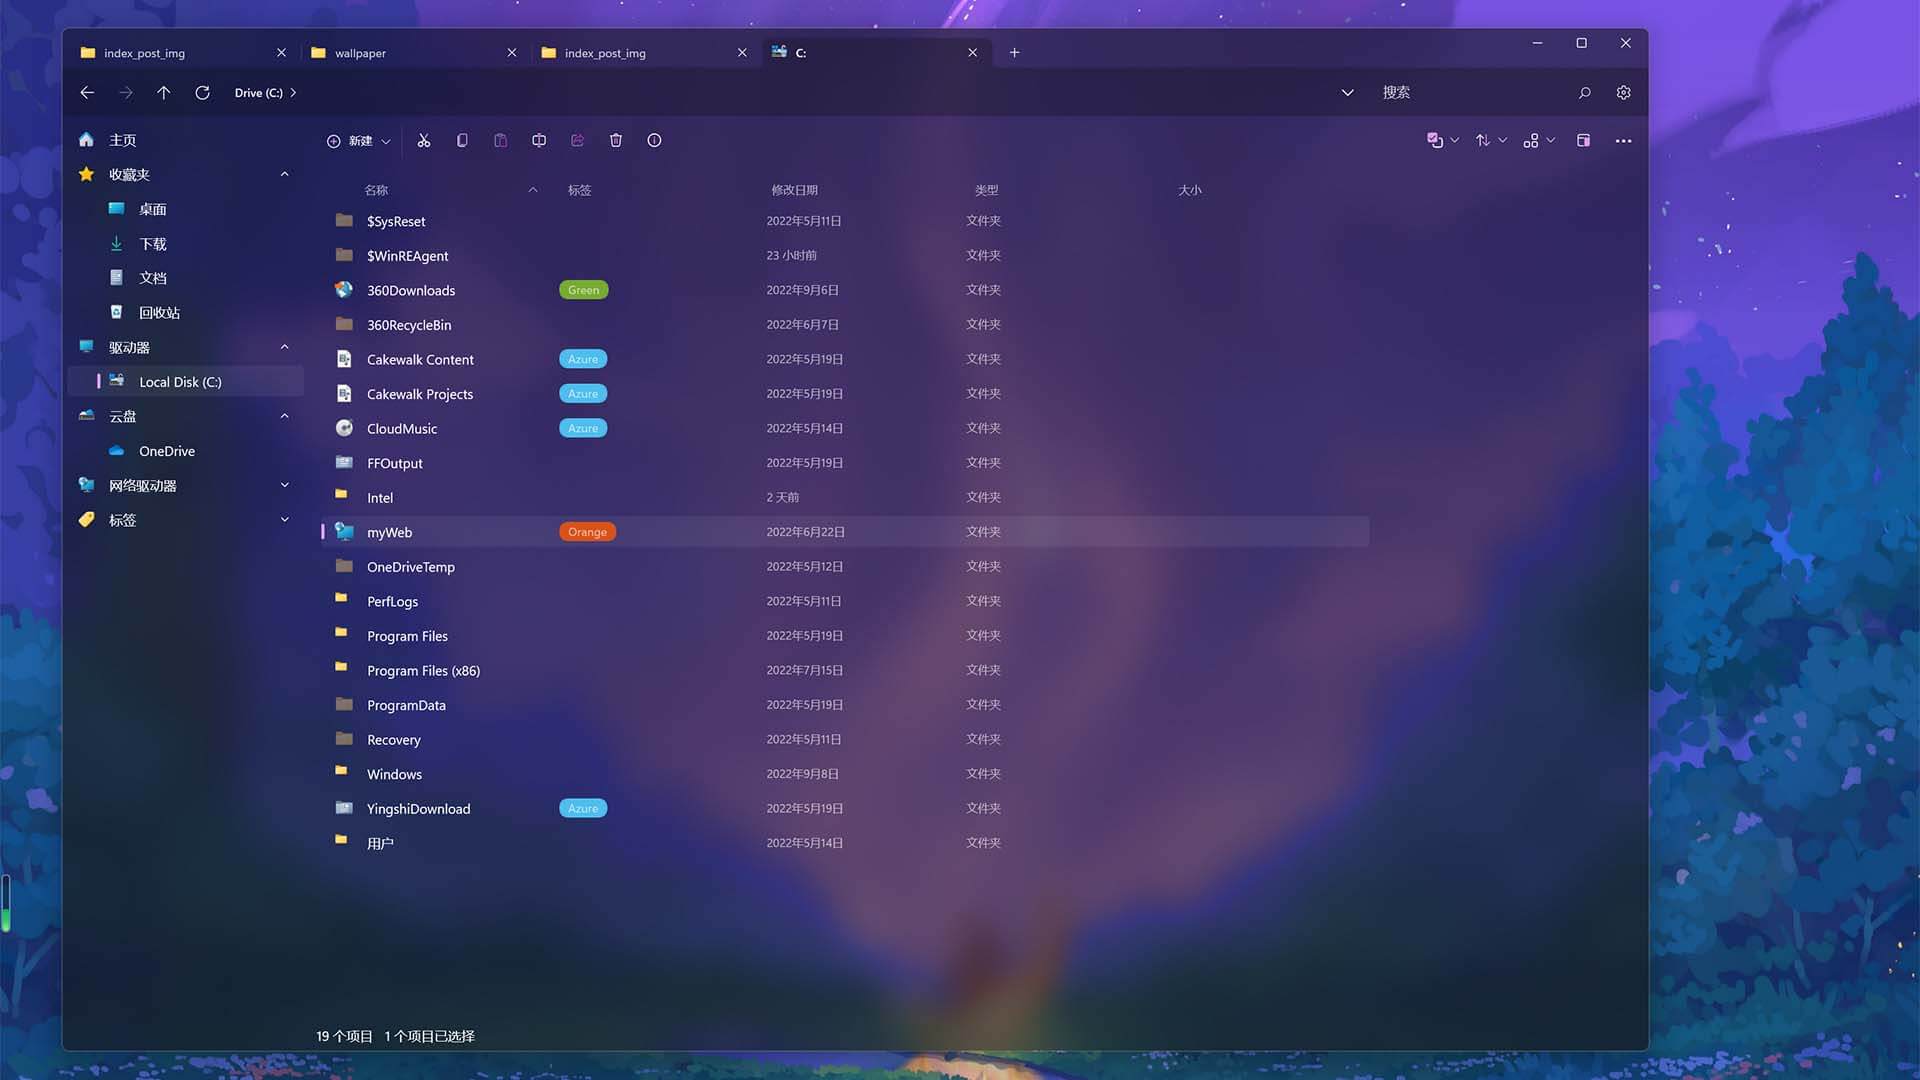 index_post_img
wallpaper
index_post_img
C:
Drive (C:)
搜索
主页
收藏夹
桌面
下载
文档
回收站
驱动器
Local Disk (C:)
云盘
OneDrive
网络驱动器
标签
新建
名称 标签 修改日期 类型 大小
$SysReset 2022年5月11日 文件夹
$WinREAgent 23 小时前 文件夹
360Downloads Green 2022年9月6日 文件夹
360RecycleBin 2022年6月7日 文件夹
Cakewalk Content Azure 2022年5月19日 文件夹
Cakewalk Projects Azure 2022年5月19日 文件夹
CloudMusic Azure 2022年5月14日 文件夹
FFOutput 2022年5月19日 文件夹
Intel 2 天前 文件夹
myWeb Orange 2022年6月22日 文件夹
OneDriveTemp 2022年5月12日 文件夹
PerfLogs 2022年5月11日 文件夹
Program Files 2022年5月19日 文件夹
Program Files (x86) 2022年7月15日 文件夹
ProgramData 2022年5月19日 文件夹
Recovery 2022年5月11日 文件夹
Windows 2022年9月8日 文件夹
YingshiDownload Azure 2022年5月19日 文件夹
用户 2022年5月14日 文件夹
19 个项目 1 个项目已选择